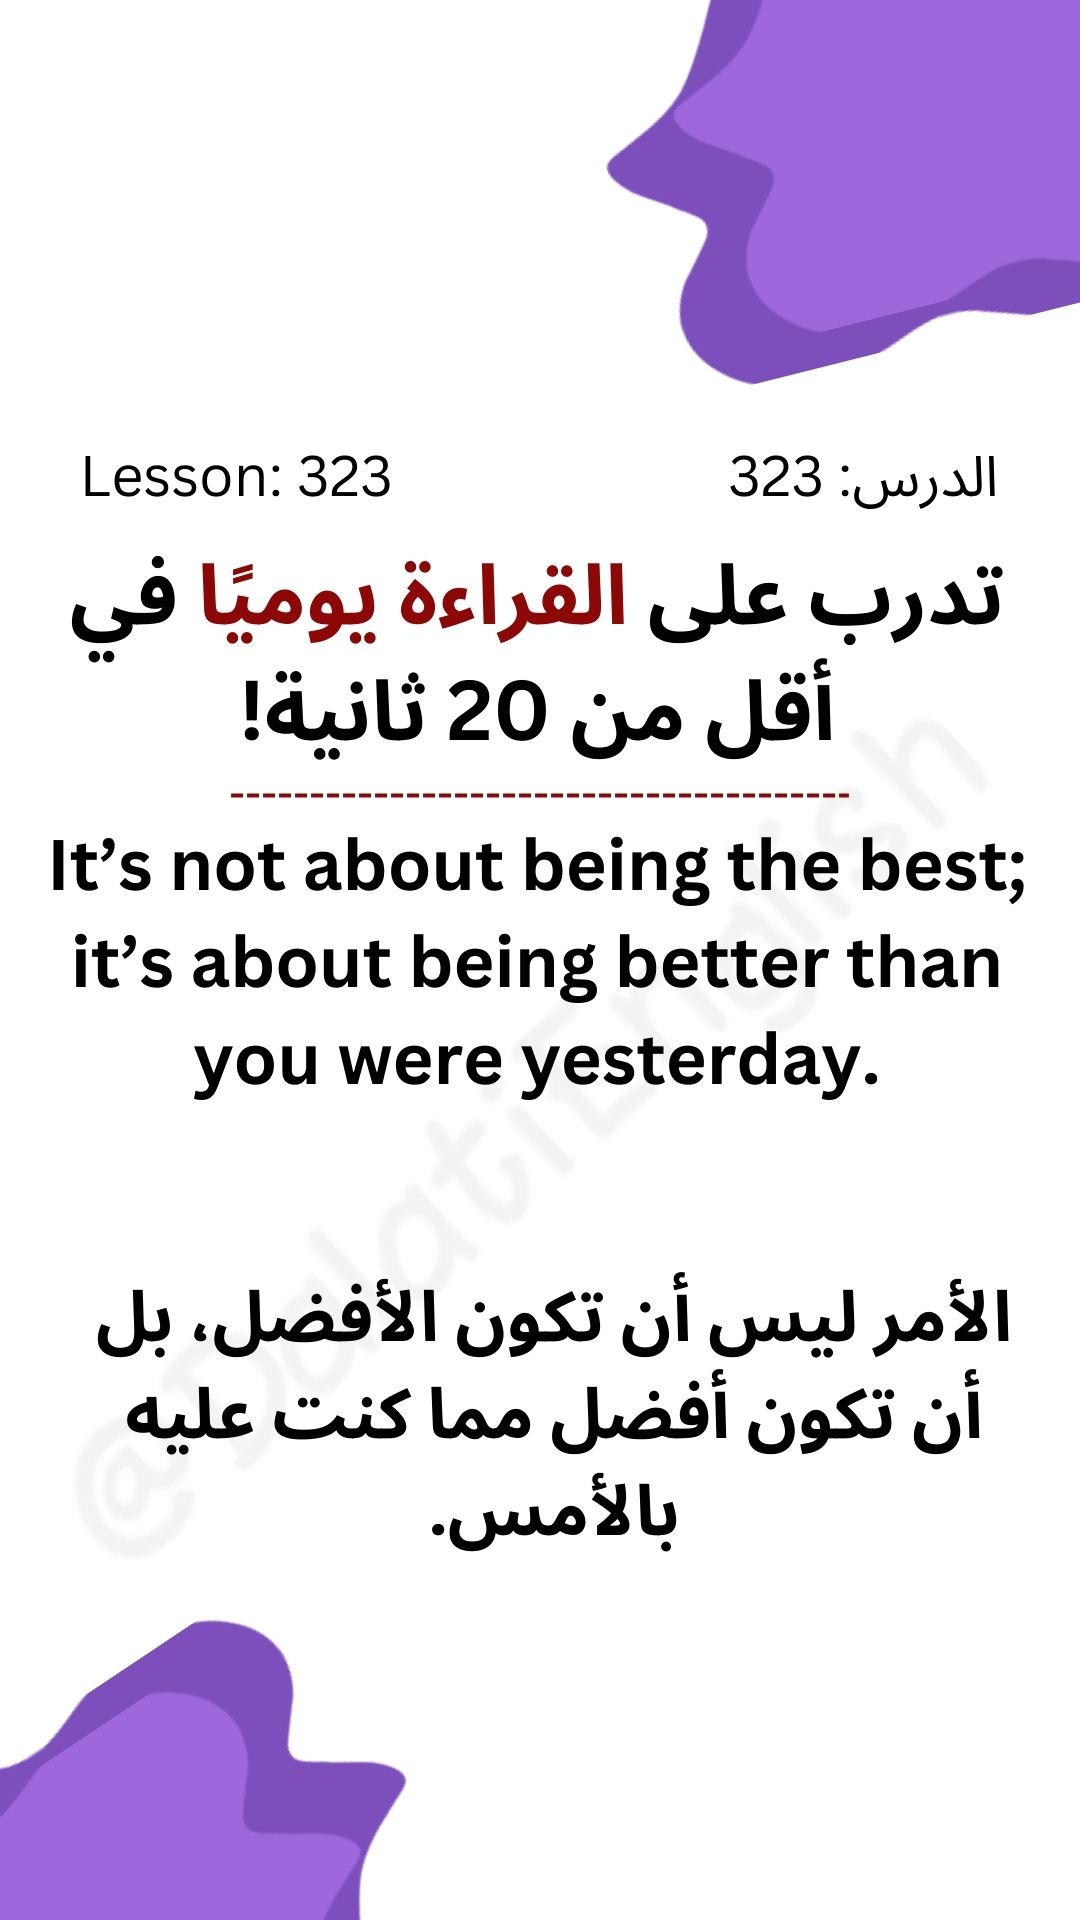 Lesson: 323
الدرس: 323
تدرب على القراءة يوميًا في
أقل من 20 ثانية!
---------------------------------------
It’s not about being the best;
it’s about being better than
you were yesterday.
الأمر ليس أن تكون الأفضل، بل
أن تكون أفضل مما كنت عليه
بالأمس.
@DalatiEnglish